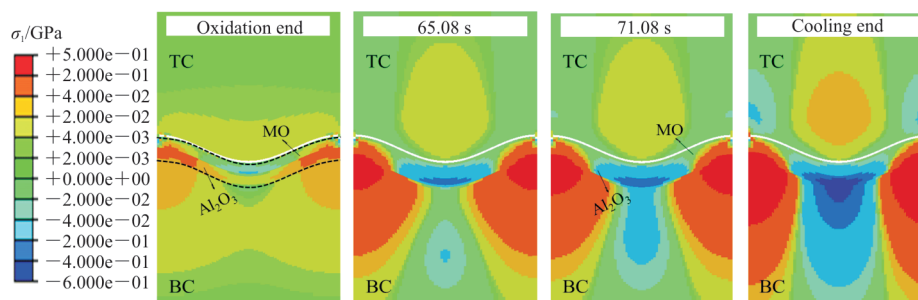 σ₁/GPa
+5.000e−01
+2.000e−01
+4.000e−02
+2.000e−02
+4.000e−03
+2.000e−03
+0.000e+00
−2.000e−02
−4.000e−02
−2.000e−01
−4.000e−01
−6.000e−01
Oxidation end
TC
MO
Al₂O₃
BC
65.08 s
TC
BC
71.08 s
TC
MO
Al₂O₃
BC
Cooling end
TC
BC